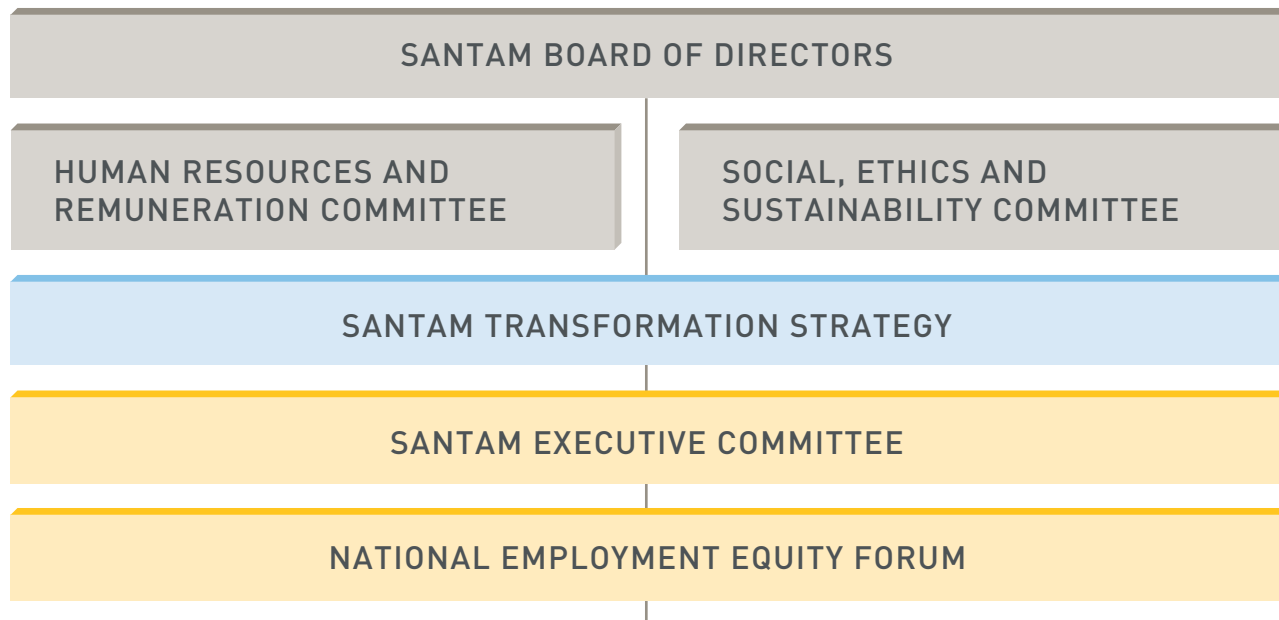 SANTAM BOARD OF DIRECTORS
HUMAN RESOURCES AND
REMUNERATION COMMITTEE
SOCIAL, ETHICS AND
SUSTAINABILITY COMMITTEE
SANTAM TRANSFORMATION STRATEGY
SANTAM EXECUTIVE COMMITTEE
NATIONAL EMPLOYMENT EQUITY FORUM